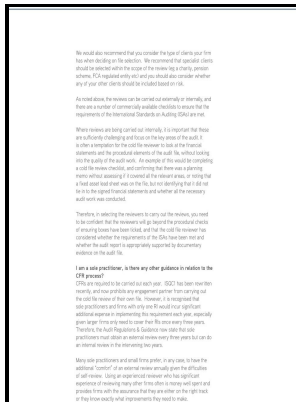 We would also recommend that you consider the type of clients your firm
has when deciding on file selection. We recommend that specialist clients
should be selected within the scope of the review (eg a charity, pension
scheme, FCA regulated entity etc) and you should also consider whether
any of your other clients should be included based on risk.
As noted above, the reviews can be carried out externally or internally, and
there are a number of commercially available checklists to ensure that the
requirements of the International Standards on Auditing (ISAs) are met.
Where reviews are being carried out internally, it is important that these
are sufficiently challenging and focus on the key areas of the audit. It
is often a temptation for the cold file reviewer to look at the financial
statements and the procedural elements of the audit file, without looking
into the quality of the audit work. An example of this would be completing
a cold file review checklist, and confirming that there was a planning
memo without assessing if it covered all the relevant areas, or noting that
a fixed asset lead sheet was on the file, but not identifying that it did not
tie in to the signed financial statements and whether all the necessary
audit work was conducted.
Therefore, in selecting the reviewers to carry out the reviews, you need
to be confident that the reviewers will go beyond the procedural checks
of ensuring boxes have been ticked, and that the cold file reviewer has
considered whether the requirements of the ISAs have been met and
whether the audit report is appropriately supported by documentary
evidence on the audit file.
I am a sole practitioner, is there any other guidance in relation to the
CFR process?
CFRs are required to be carried out each year. ISQC1 has been rewritten
recently, and now prohibits any engagement partner from carrying out
the cold file review of their own file. However, it is recognised that
sole practitioners and firms with only one RI would incur significant
additional expense in implementing this requirement each year, especially
given larger firms only need to cover their RIs once every three years.
Therefore, the Audit Regulations & Guidance now state that sole
practitioners must obtain an external review every three years but can do
an internal review in the intervening two years.
Many sole practitioners and small firms prefer, in any case, to have the
additional "comfort" of an external review annually given the difficulties
of self-review. Using an experienced reviewer who has significant
experience of reviewing many other firms often is money well spent and
provides firms with the assurance that they are either on the right track
or they know exactly what improvements they need to make.